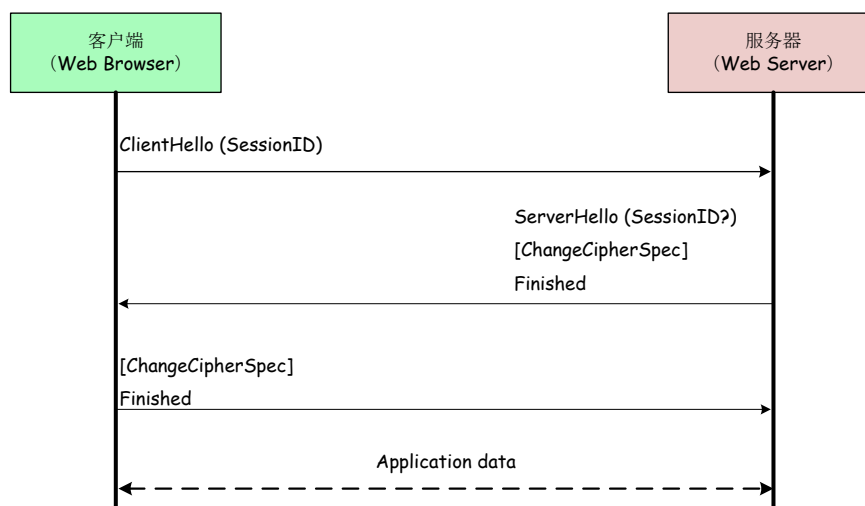 客户端
（Web Browser）
服务器
（Web Server）
ClientHello (SessionID)
ServerHello (SessionID?)
[ChangeCipherSpec]
Finished
[ChangeCipherSpec]
Finished
Application data